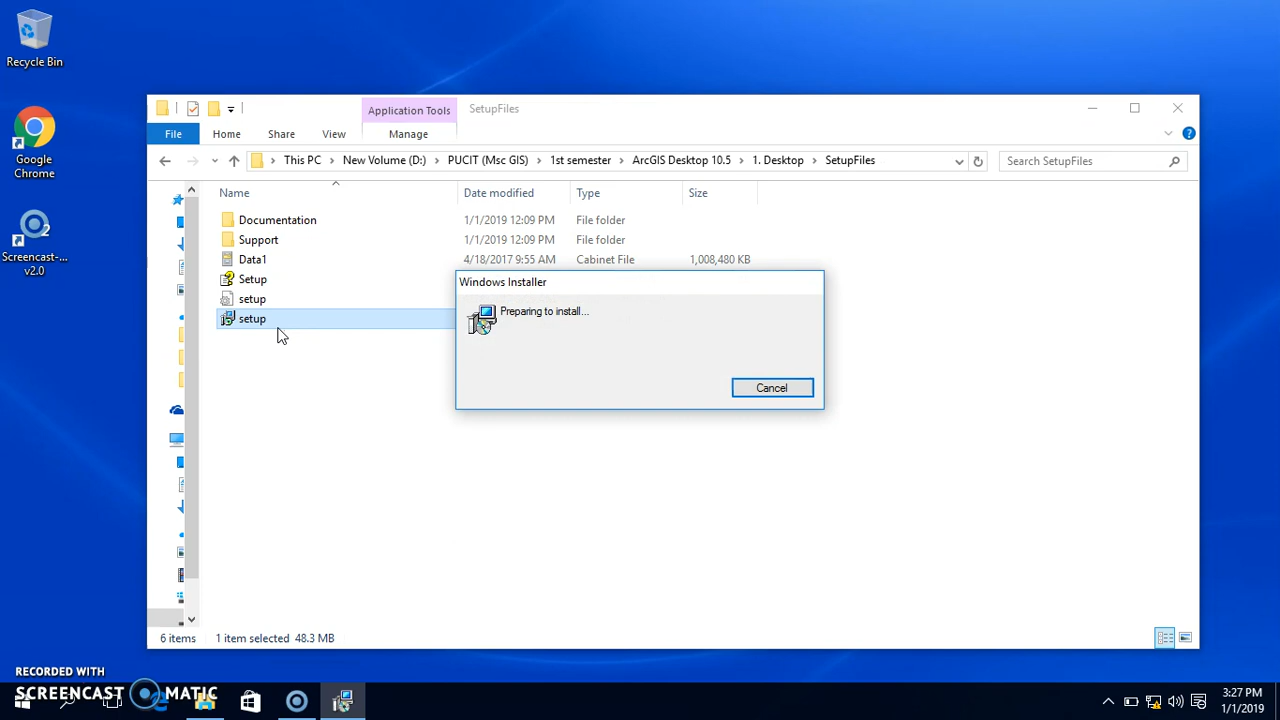 Recycle Bin
Google
Chrome
Screencast-...
v2.0
Application Tools
SetupFiles
File
Home
Share
View
Manage
This PC
New Volume (D:)
PUCIT (Msc GIS)
1st semester
ArcGIS Desktop 10.5
1. Desktop
SetupFiles
Search SetupFiles
Name
Date modified
Type
Size
Documentation
1/1/2019 12:09 PM
File folder
Support
1/1/2019 12:09 PM
File folder
Data1
4/18/2017 9:55 AM
Cabinet File
1,008,480 KB
Setup
setup
setup
Windows Installer
Preparing to install...
Cancel
6 items
1 item selected 48.3 MB
RECORDED WITH
SCREENCAST MATIC
3:27 PM
1/1/2019